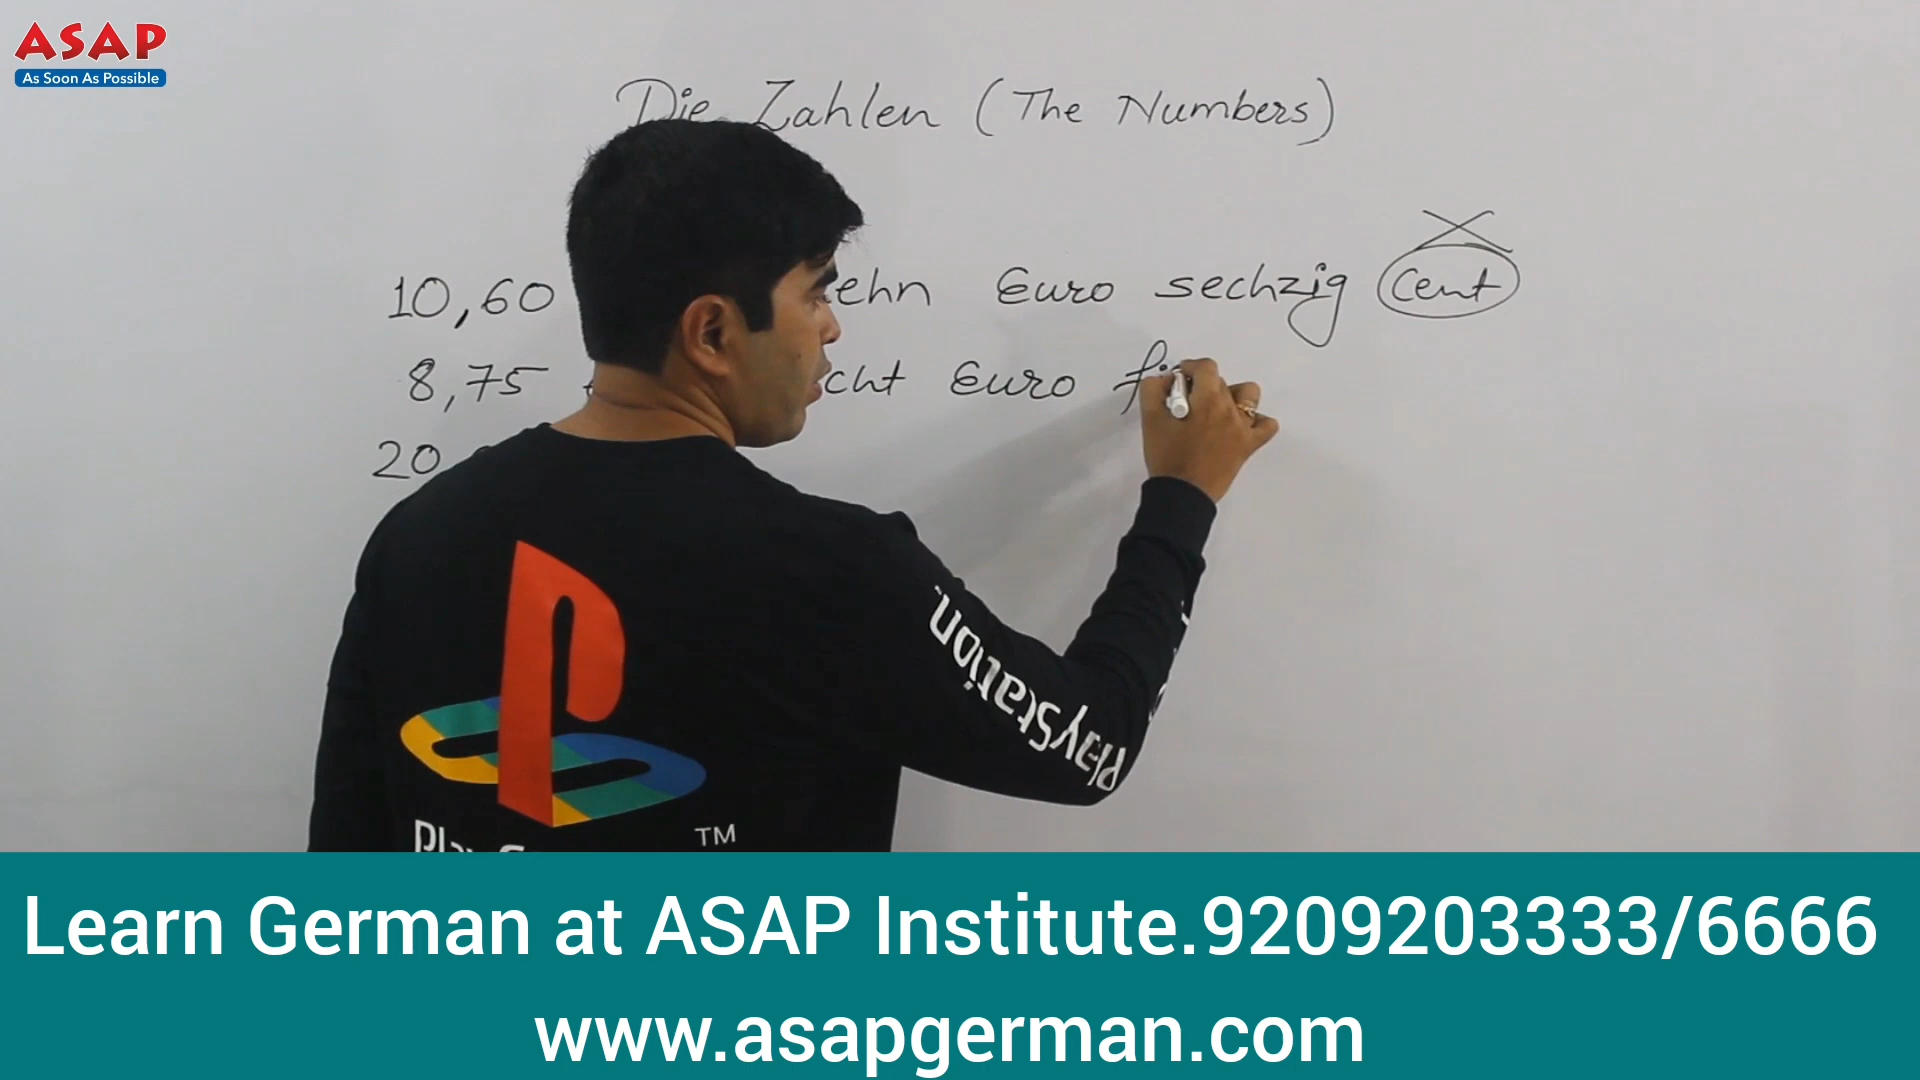 ASAP
As Soon As Possible
Die Zahlen (The Numbers)
10,60 ehn Euro sechzig cent
8,75 cht Euro
20
PlayStation.
TM
Learn German at ASAP Institute.9209203333/6666
www.asapgerman.com